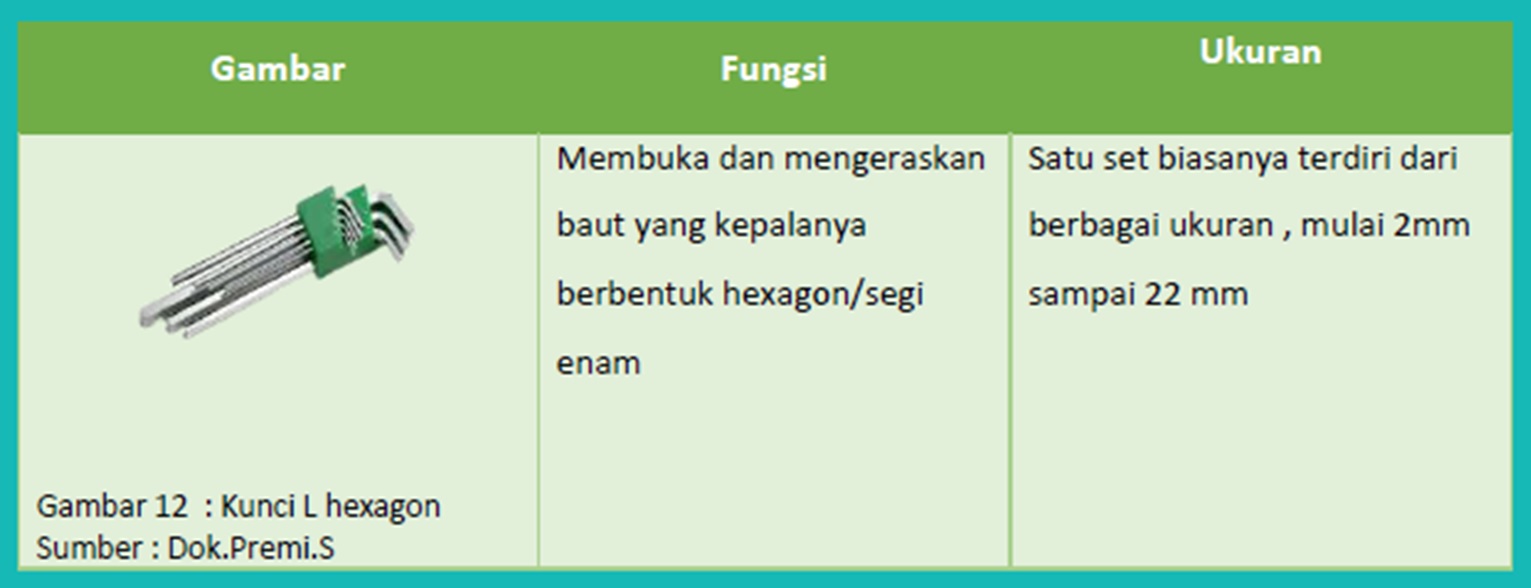 Gambar
Fungsi
Ukuran
Membuka dan mengeraskan
baut yang kepalanya
berbentuk hexagon/segi
enam
Satu set biasanya terdiri dari
berbagai ukuran , mulai 2mm
sampai 22 mm
Gambar 12 : Kunci L hexagon
Sumber : Dok.Premi.S